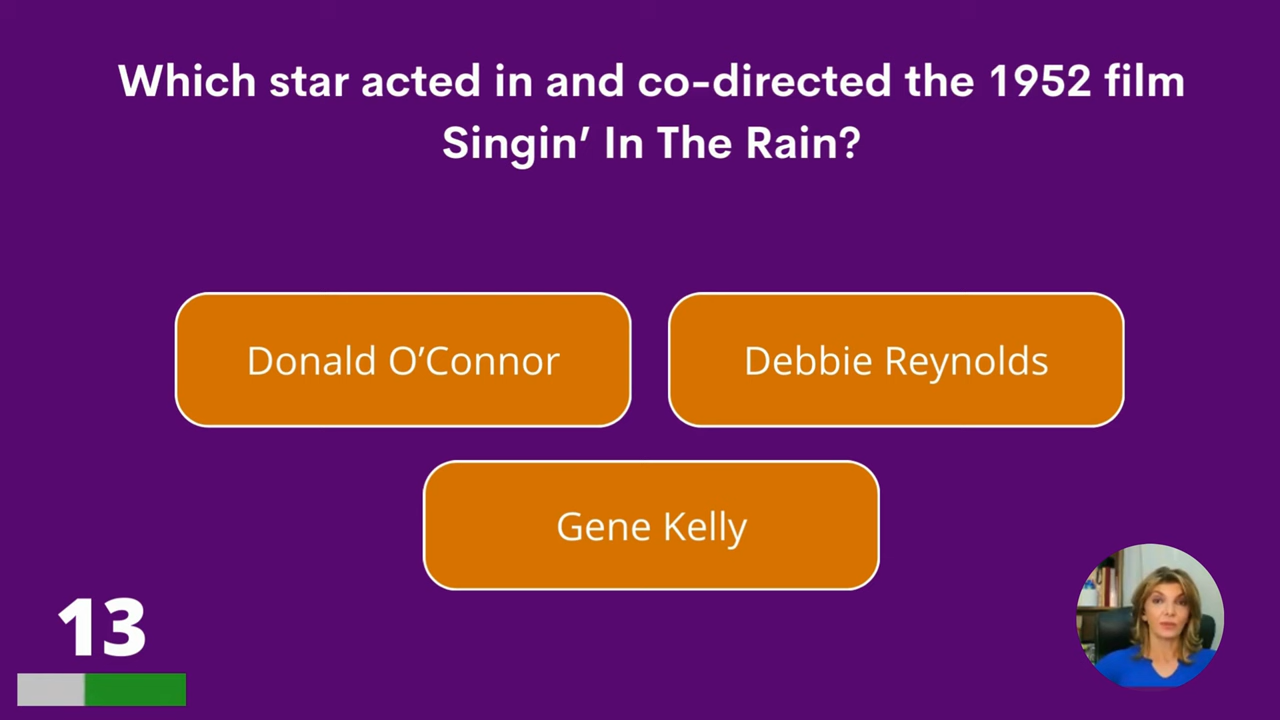 Which star acted in and co-directed the 1952 film
Singin’ In The Rain?
Donald O’Connor
Debbie Reynolds
Gene Kelly
13